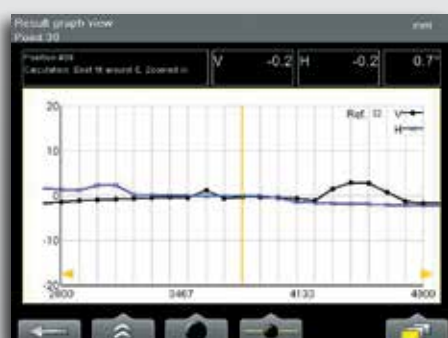 Result graph view mm
Point 30
Position 409
Calculation: Best fit around 0, Zoomed in
V -0.2 H -0.2 0.7°
Ref. V
H
20
10
0
-10
-20
2800 3467 4133 4800